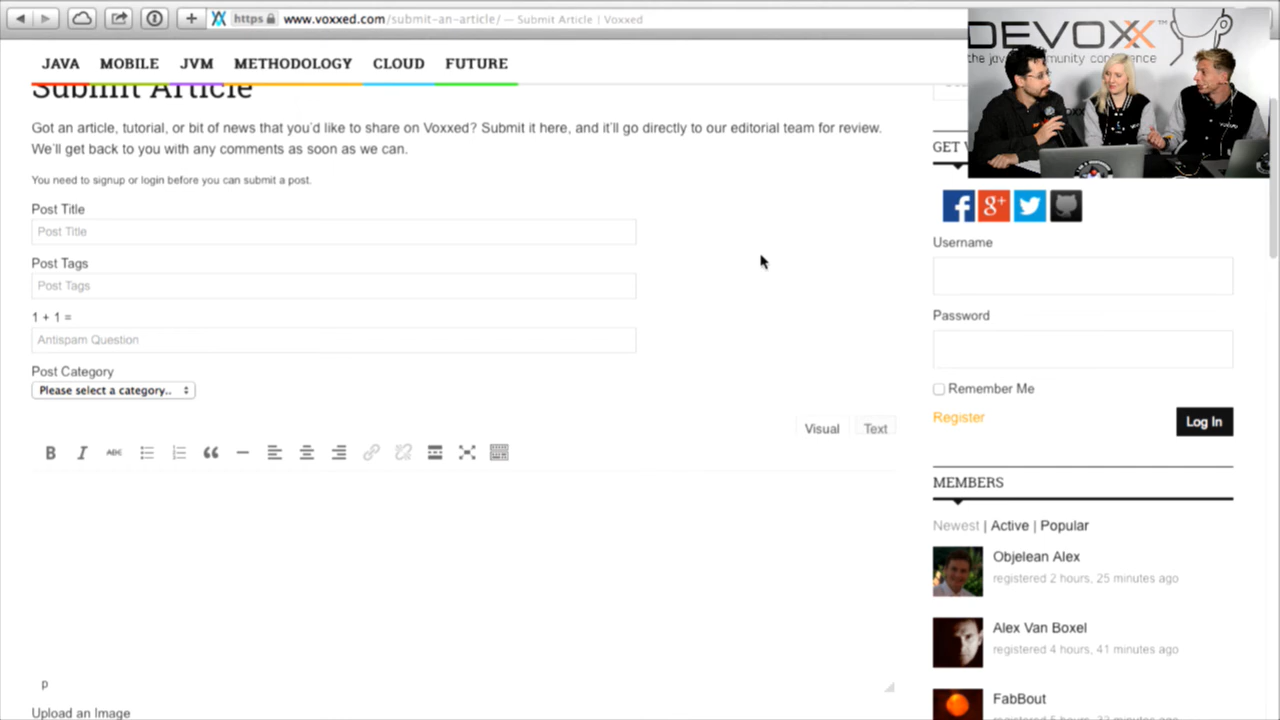 https www.voxxed.com/submit-an-article/ — Submit Article | Voxxed
DEVOXX™
the java community conference
JAVA MOBILE JVM METHODOLOGY CLOUD FUTURE
Submit Article
Got an article, tutorial, or bit of news that you'd like to share on Voxxed? Submit it here, and it'll go directly to our editorial team for review.
We'll get back to you with any comments as soon as we can.
You need to signup or login before you can submit a post.
Post Title
Post Title
Post Tags
Post Tags
1 + 1 =
Antispam Question
Post Category
Please select a category..
Visual Text
B I ABC
p
Upload an Image
GET
f g+
Username
Password
Remember Me
Register Log In
MEMBERS
Newest | Active | Popular
Objelean Alex
registered 2 hours, 25 minutes ago
Alex Van Boxel
registered 4 hours, 41 minutes ago
FabBout